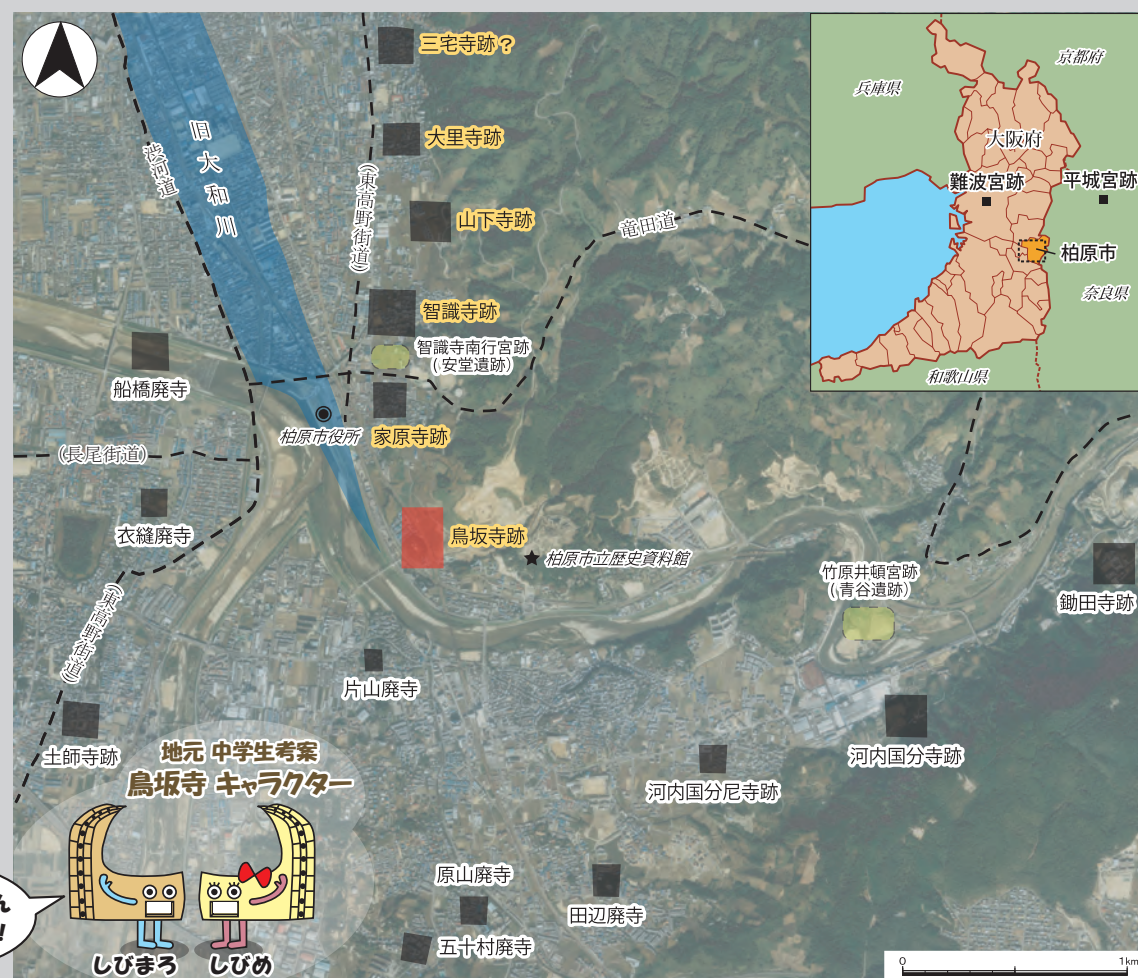 三宅寺跡？
大里寺跡
山下寺跡
智識寺跡
智識寺南行宮跡
(安堂遺跡)
家原寺跡
鳥坂寺跡
旧大和川
渋河道
(東高野街道)
竜田道
船橋廃寺
柏原市役所
(長尾街道)
衣縫廃寺
柏原市立歴史資料館
竹原井頓宮跡
(青谷遺跡)
鋤田寺跡
(東高野街道)
片山廃寺
土師寺跡
河内国分寺跡
河内国分尼寺跡
原山廃寺
田辺廃寺
五十村廃寺
地元 中学生考案
鳥坂寺 キャラクター
ん
!
しびまろ
しびめ
兵庫県
京都府
大阪府
難波宮跡
平城宮跡
柏原市
奈良県
和歌山県
0 1km